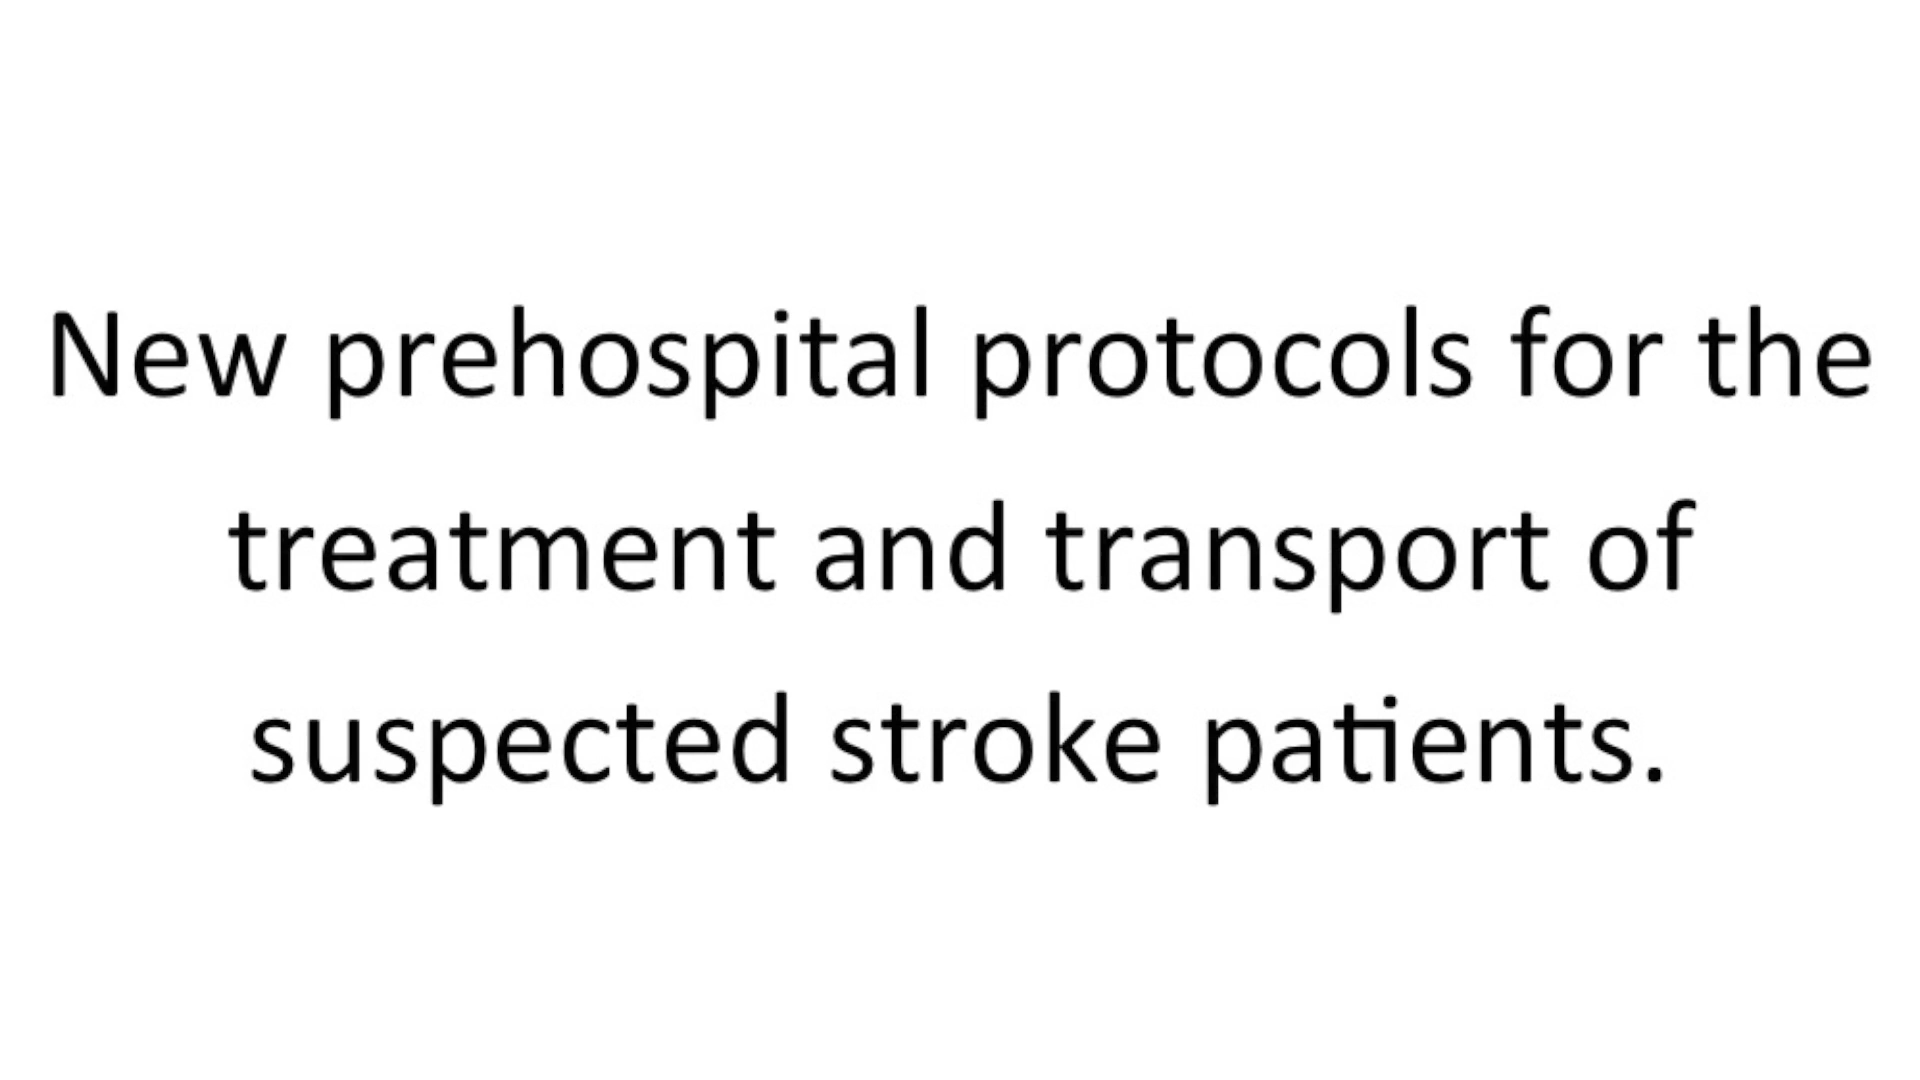 New prehospital protocols for the
treatment and transport of
suspected stroke patients.